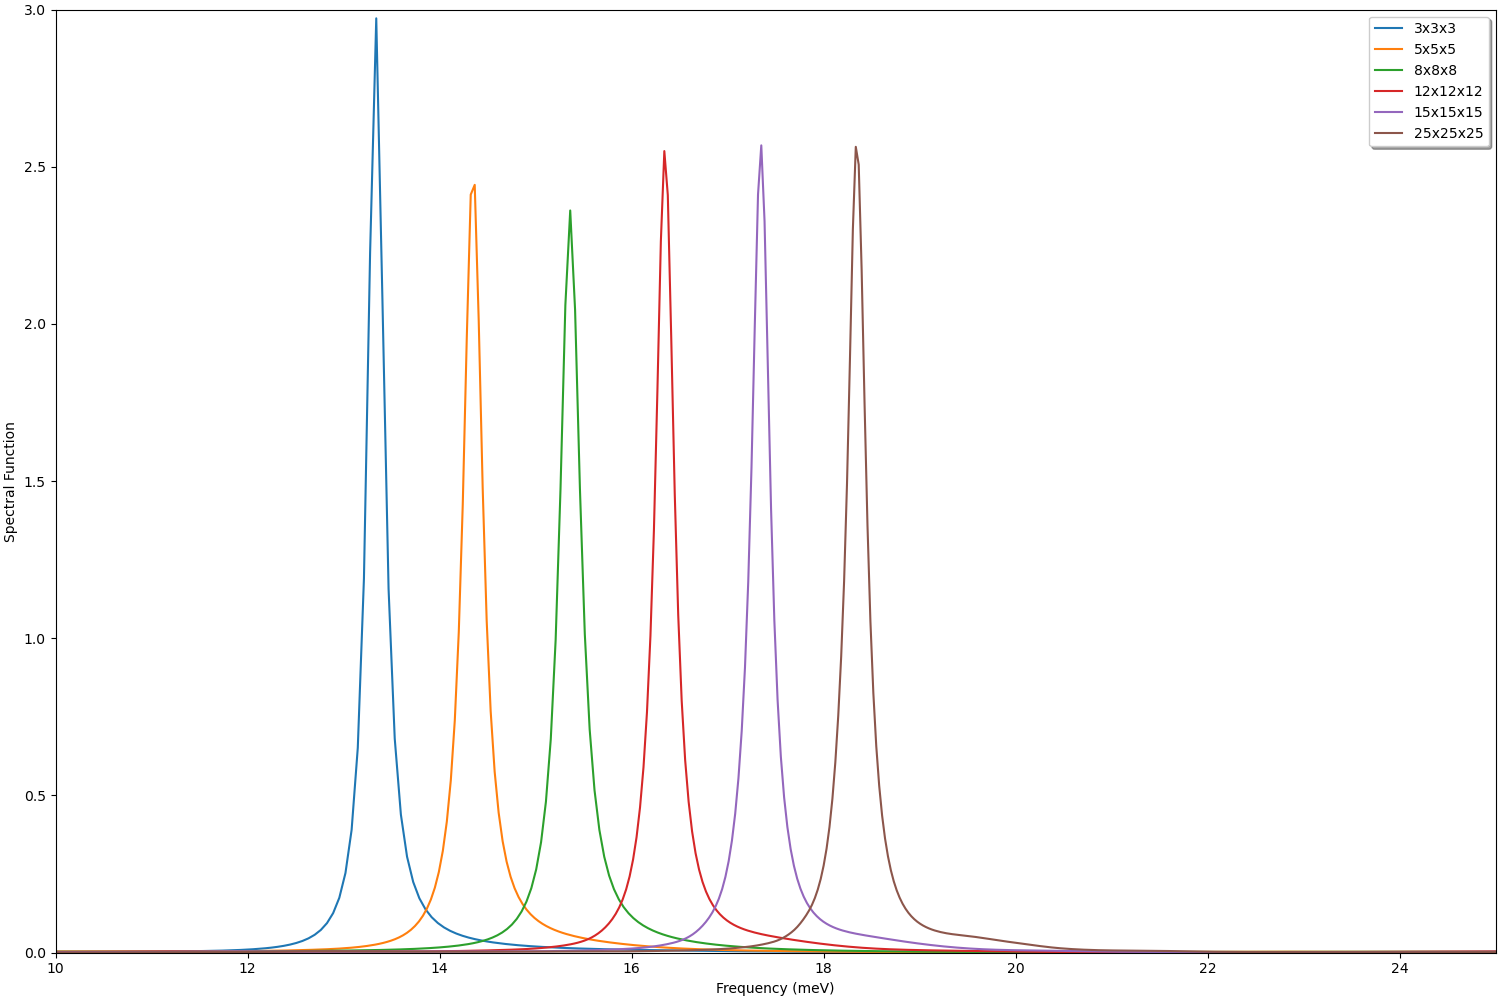 3.0
2.5
2.0
1.5
1.0
0.5
0.0
Spectral Function
10 12 14 16 18 20 22 24
Frequency (meV)
3x3x3
5x5x5
8x8x8
12x12x12
15x15x15
25x25x25